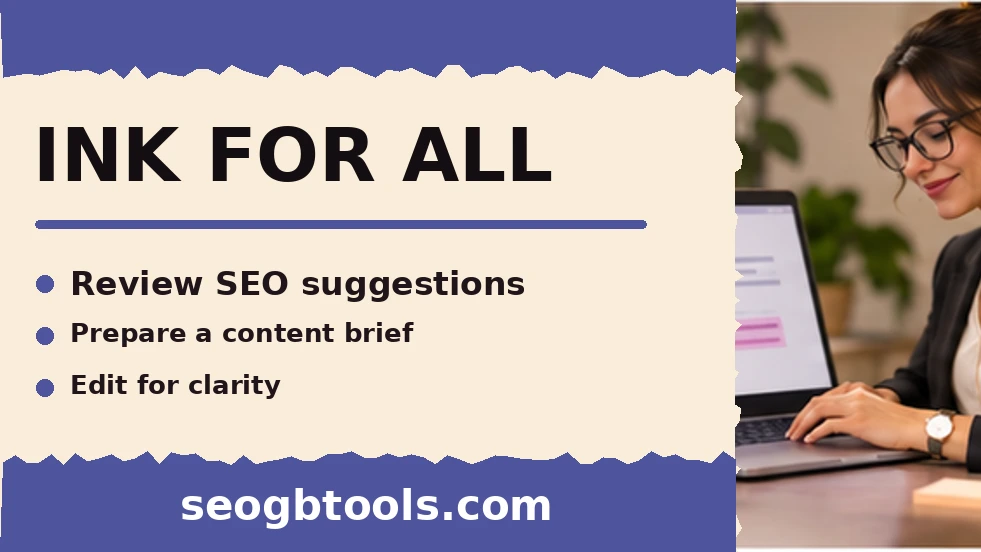 INK FOR ALL
Review SEO suggestions
Prepare a content brief
Edit for clarity
seogbtools.com